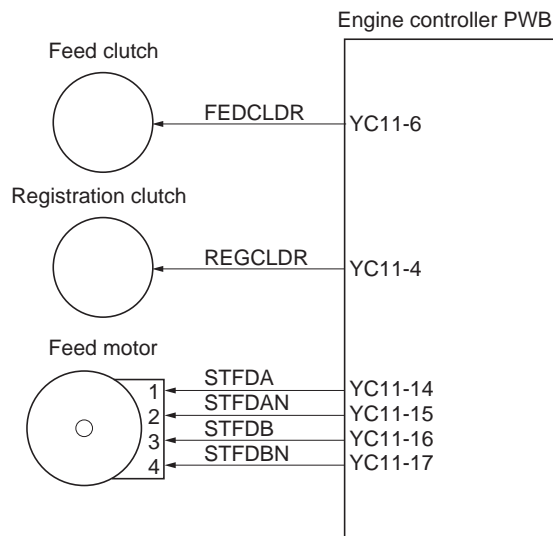 Engine controller PWB
Feed clutch
FEDCLDR
YC11-6
Registration clutch
REGCLDR
YC11-4
Feed motor
1 STFDA YC11-14
2 STFDAN YC11-15
3 STFDB YC11-16
4 STFDBN YC11-17